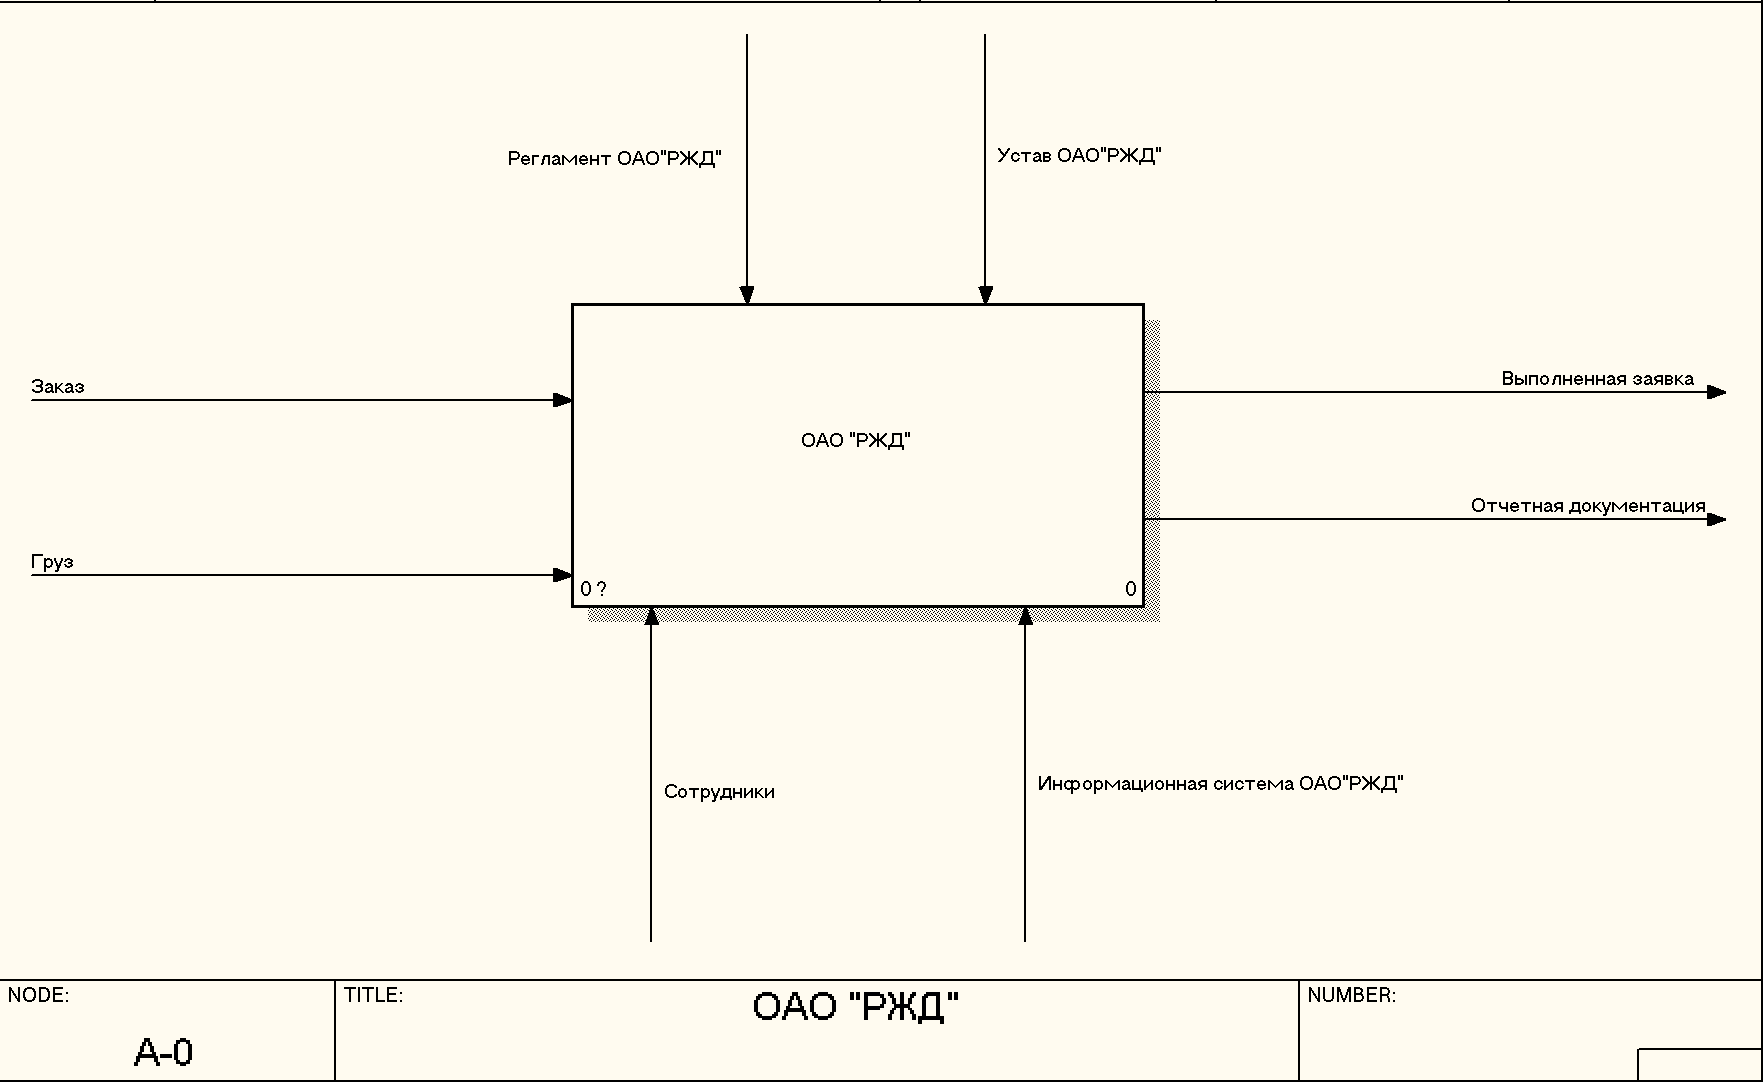 Регламент ОАО"РЖД"
Устав ОАО"РЖД"
Заказ
Выполненная заявка
ОАО "РЖД"
Отчетная документация
Груз
0 ?
0
Сотрудники
Информационная система ОАО"РЖД"
NODE:
A-0
TITLE:
ОАО "РЖД"
NUMBER: